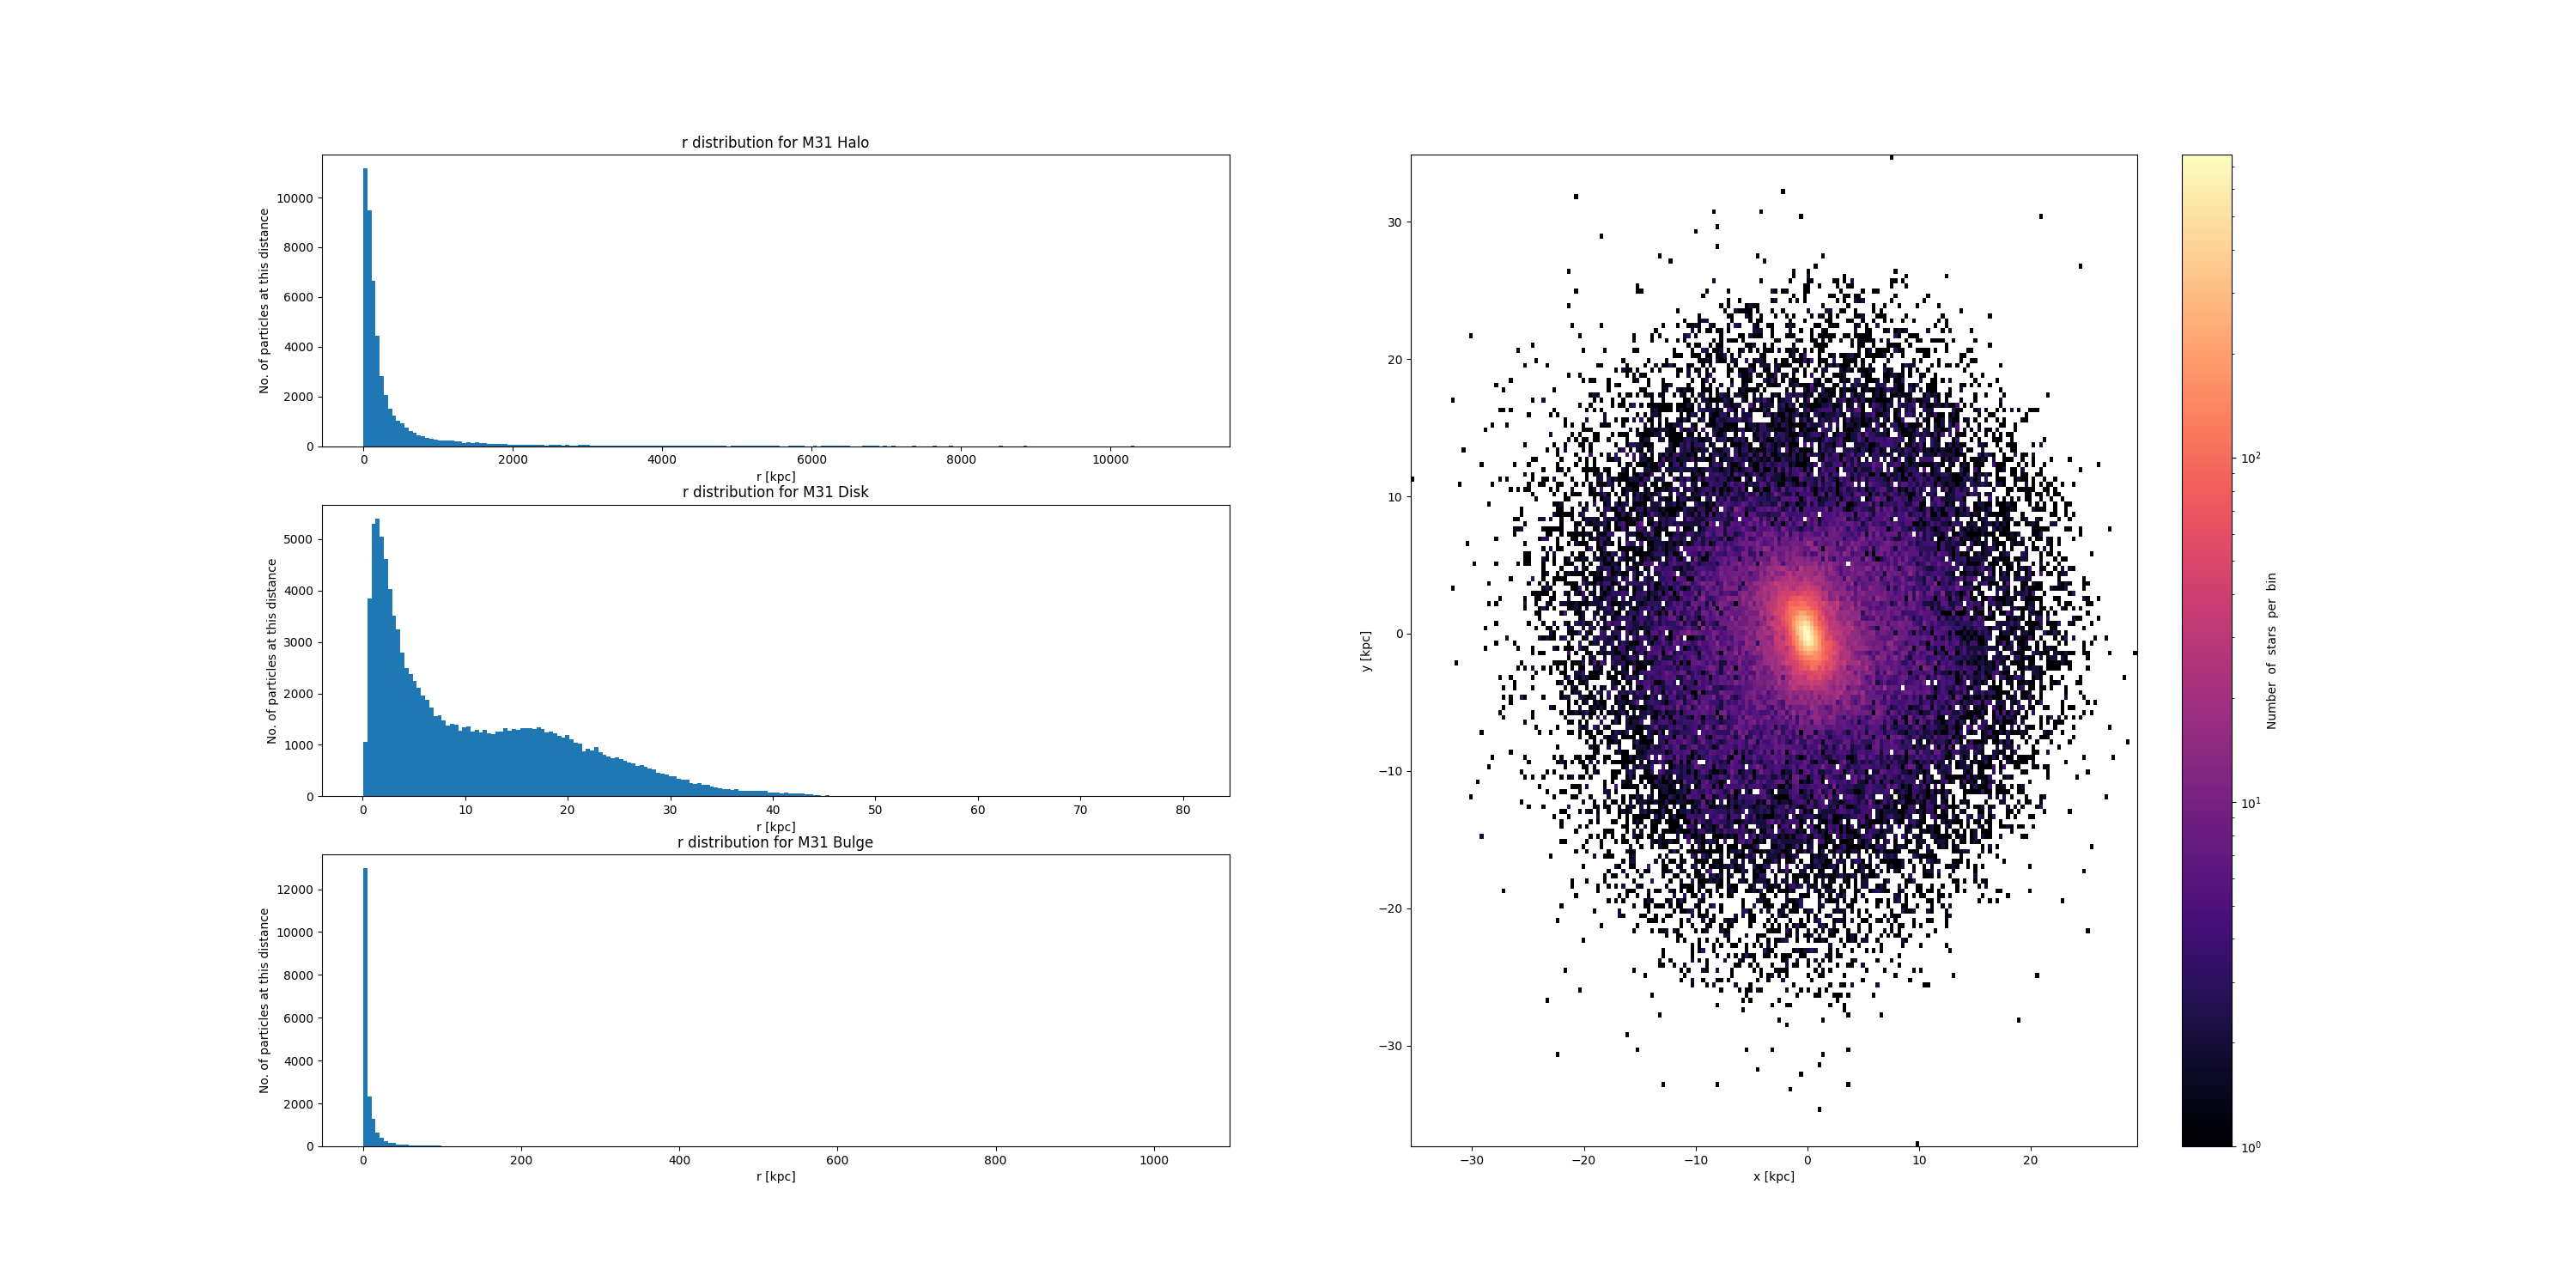 r distribution for M31 Halo
No. of particles at this distance
10000
8000
6000
4000
2000
0
0 2000 4000 6000 8000 10000
r [kpc]
r distribution for M31 Disk
No. of particles at this distance
5000
4000
3000
2000
1000
0
0 10 20 30 40 50 60 70 80
r [kpc]
r distribution for M31 Bulge
No. of particles at this distance
12000
10000
8000
6000
4000
2000
0
0 200 400 600 800 1000
r [kpc]
y [kpc]
30
20
10
0
−10
−20
−30
−30 −20 −10 0 10 20
x [kpc]
10²
10¹
10⁰
Number of stars per bin